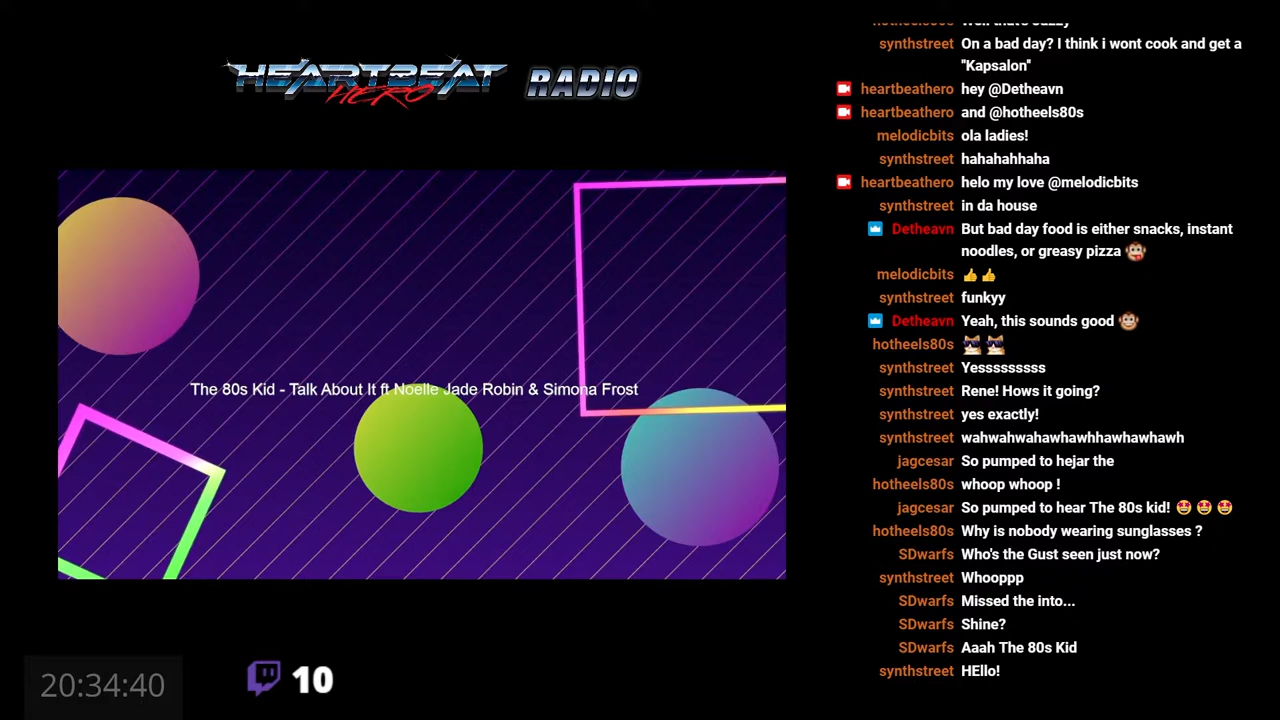 HEARTBEAT RADIO
HERO
The 80s Kid - Talk About It ft Noelle Jade Robin & Simona Frost
20:34:40
10
synthstreet On a bad day? I think i wont cook and get a
"Kapsalon"
heartbeathero hey @Detheavn
heartbeathero and @hotheels80s
melodicbits ola ladies!
synthstreet hahahahhaha
heartbeathero helo my love @melodicbits
synthstreet in da house
Detheavn But bad day food is either snacks, instant
noodles, or greasy pizza
melodicbits 👍👍
synthstreet funkyy
Detheavn Yeah, this sounds good
hotheels80s
synthstreet Yesssssssss
synthstreet Rene! Hows it going?
synthstreet yes exactly!
synthstreet wahwahwahawhawhhawhawhawh
jagcesar So pumped to hejar the
hotheels80s whoop whoop !
jagcesar So pumped to hear The 80s kid! 🤩 🤩 🤩
hotheels80s Why is nobody wearing sunglasses ?
SDwarfs Who's the Gust seen just now?
synthstreet Whooppp
SDwarfs Missed the into...
SDwarfs Shine?
SDwarfs Aaah The 80s Kid
synthstreet HEllo!